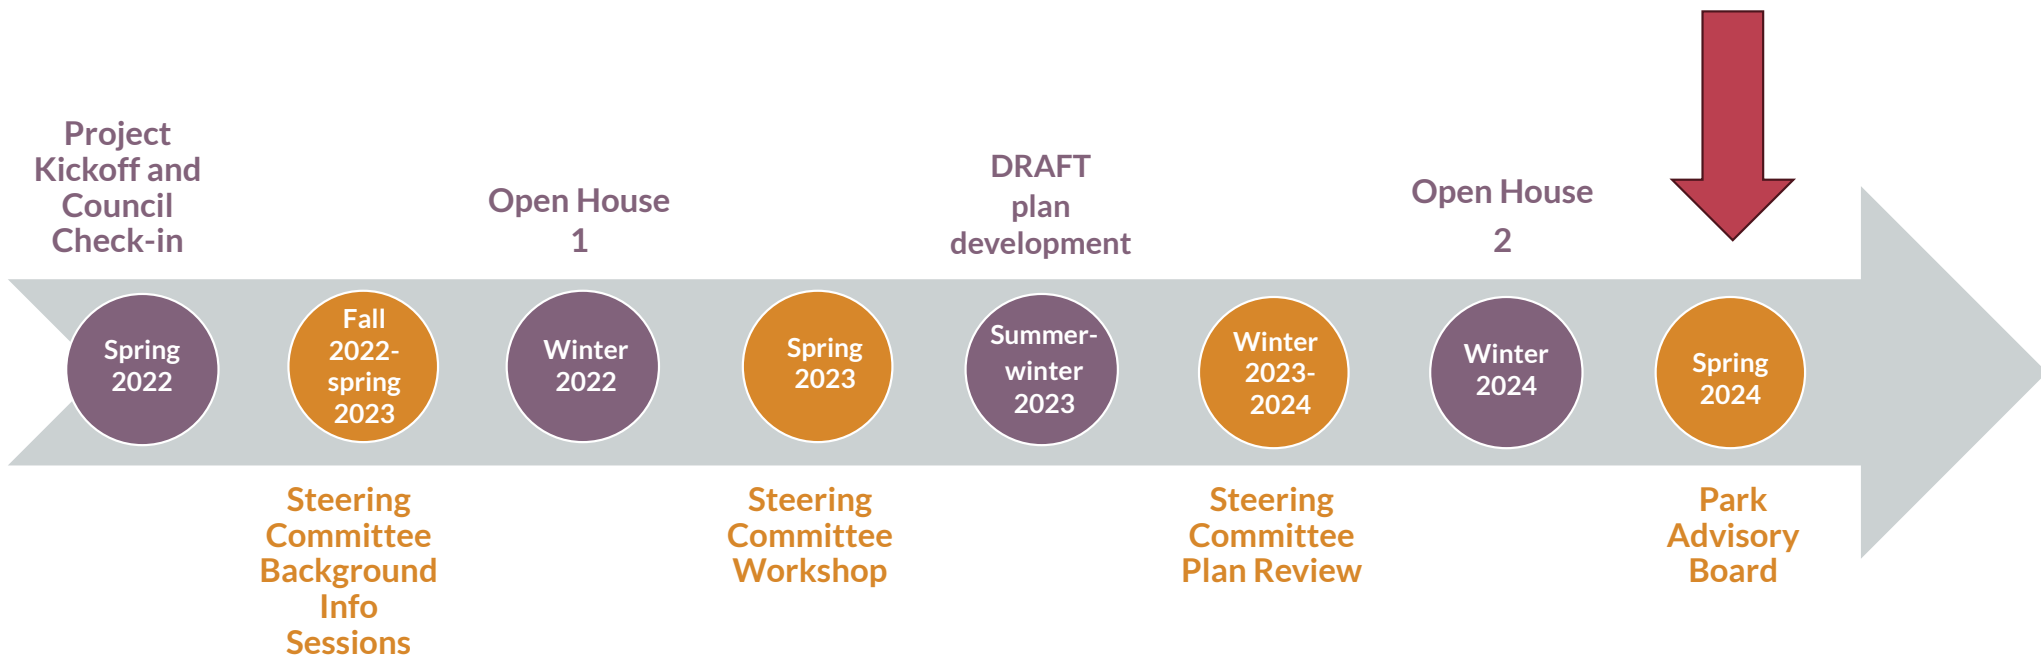 Project
Kickoff and
Council
Check-in
Spring
2022
Fall
2022-
spring
2023
Steering
Committee
Background
Info
Sessions
Open House
1
Winter
2022
Spring
2023
Steering
Committee
Workshop
DRAFT
plan
development
Summer-
winter
2023
Winter
2023-
2024
Steering
Committee
Plan Review
Open House
2
Winter
2024
Spring
2024
Park
Advisory
Board